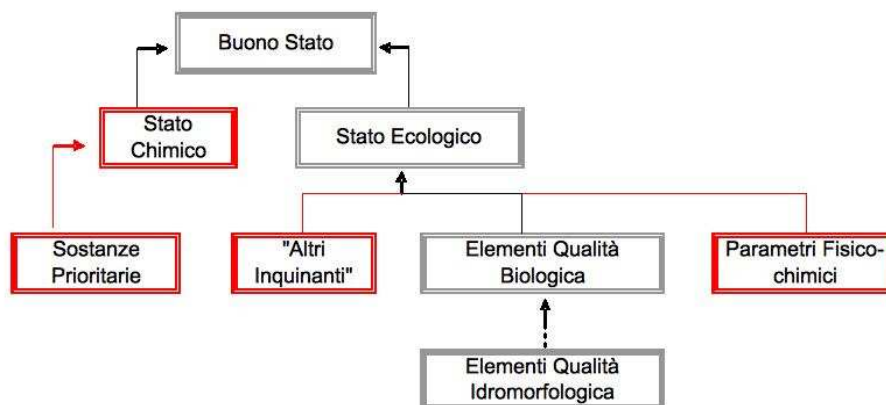 Buono Stato
Stato
Chimico
Stato Ecologico
Sostanze
Prioritarie
"Altri
Inquinanti"
Elementi Qualità
Biologica
Parametri Fisico-
chimici
Elementi Qualità
Idromorfologica